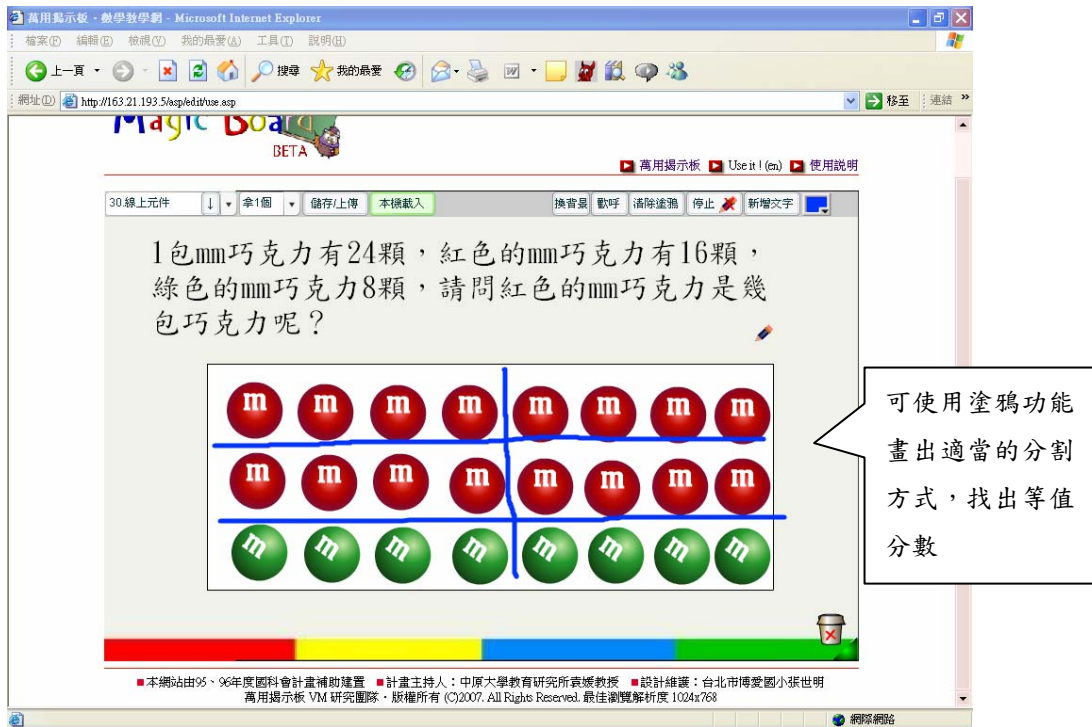 萬用揭示板 - 數學教學網 - Microsoft Internet Explorer
檔案(F) 編輯(E) 檢視(V) 我的最愛(A) 工具(T) 說明(H)
上一頁 搜尋 我的最愛
網址(D) http://163.21.193.5/asp/edit/use.asp 移至 連結 »
Magic Board
BETA
萬用揭示板 Use it ! (en) 使用說明
30.線上元件 ↓ 拿1個 儲存/上傳 本機載入 換背景 歡呼 清除塗鴉 停止 新增文字
1包mm巧克力有24顆，紅色的mm巧克力有16顆，
綠色的mm巧克力8顆，請問紅色的mm巧克力是幾
包巧克力呢？
m m m m m m m m
m m m m m m m m
m m m m m m m m
可使用塗鴉功能
畫出適當的分割
方式，找出等值
分數
■本網站由95、96年度國科會計畫補助建置 ■計畫主持人：中原大學教育研究所袁媛教授 ■設計維護：台北市博愛國小張世明
萬用揭示板 VM 研究團隊・版權所有 (C)2007. All Rights Reserved. 最佳瀏覽解析度 1024x768
網際網路